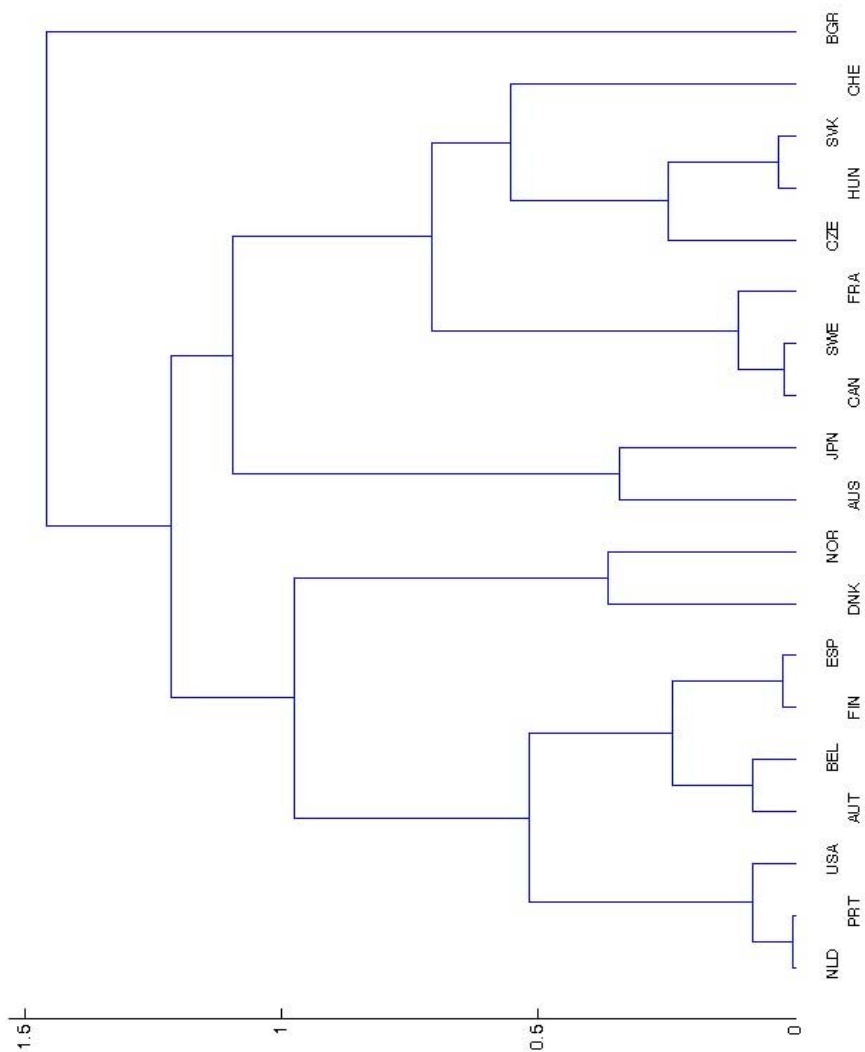 BGR
CHE
SVK
HUN
CZE
FRA
SWE
CAN
JPN
AUS
NOR
DNK
ESP
FIN
BEL
AUT
USA
PRT
NLD
1.5
1
0.5
0